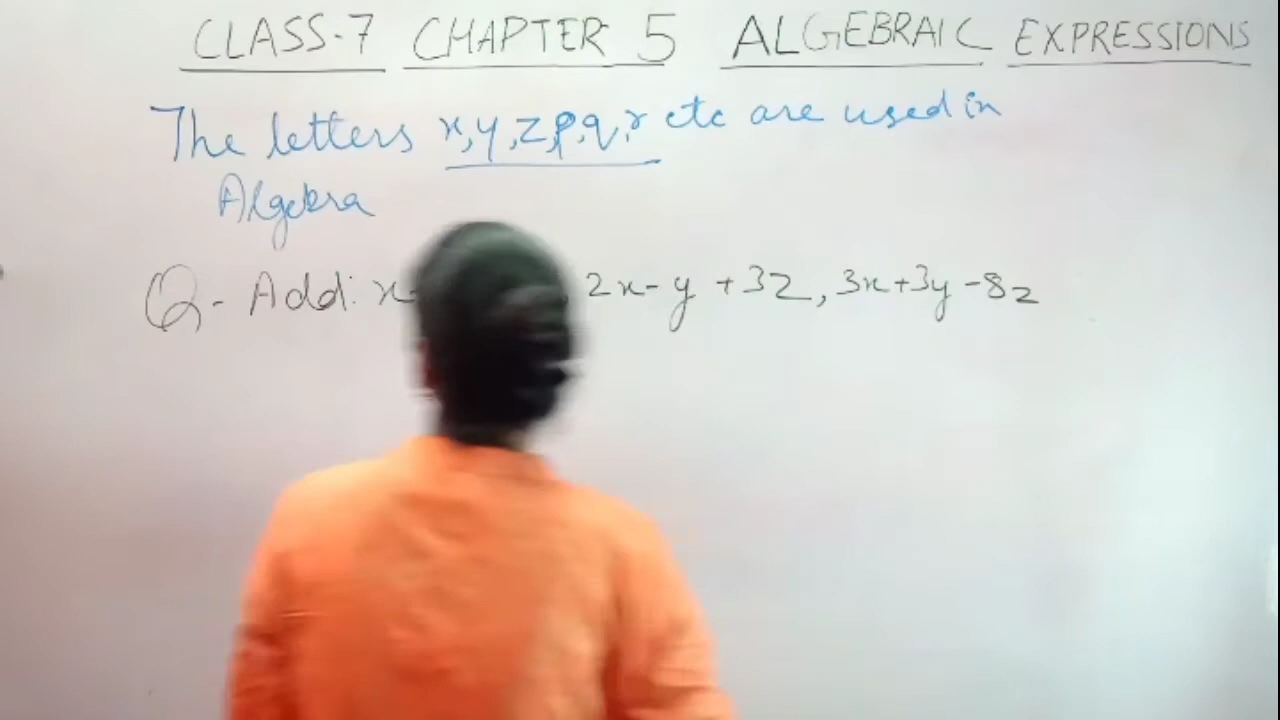 CLASS-7 CHAPTER 5 ALGEBRAIC EXPRESSIONS
The letters x,y,z,p,q,r etc are used in
Algebra
Q- Add: x 2x-y+3z, 3x+3y-8z